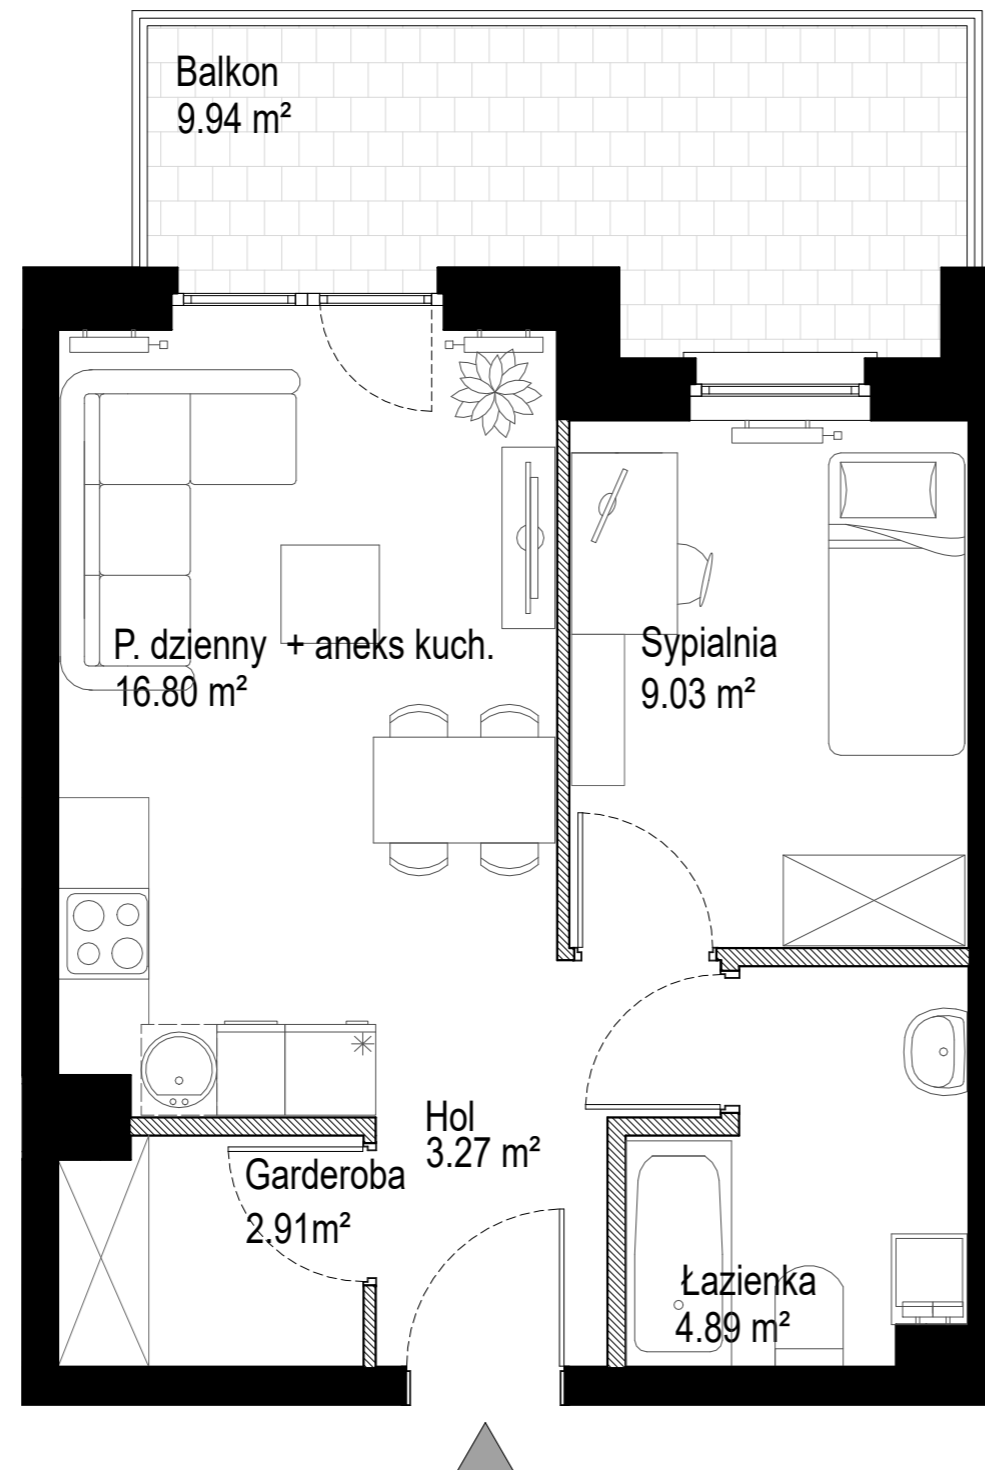 Balkon
9.94 m²
P. dzienny + aneks kuch.
16.80 m²
Sypialnia
9.03 m²
Hol
3.27 m²
Garderoba
2.91m²
Łazienka
4.89 m²